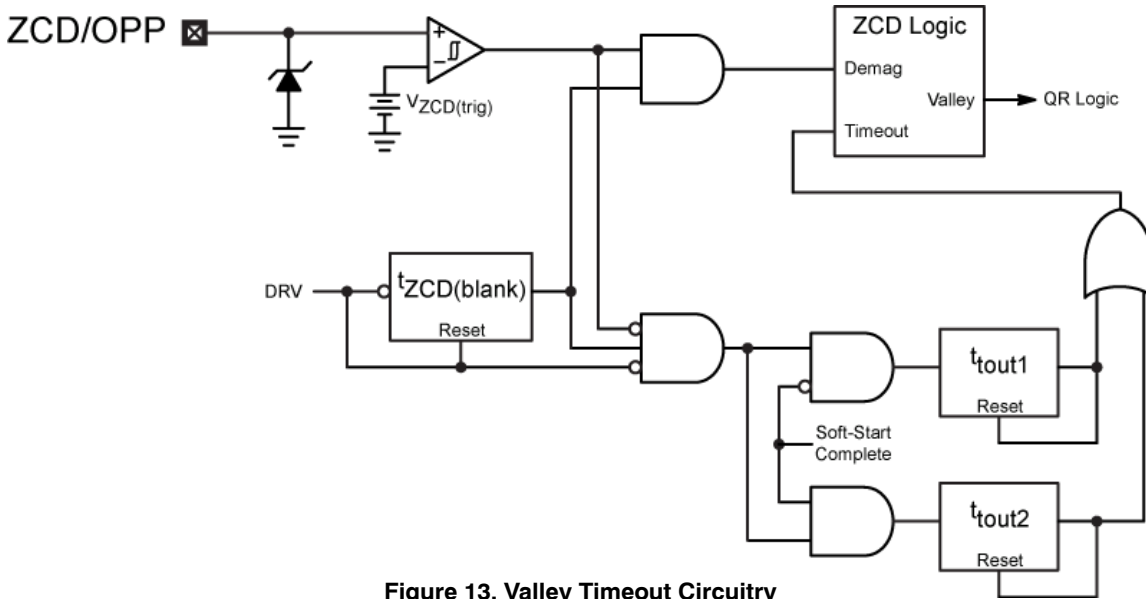 ZCD/OPP
+
–
VZCD(trig)
ZCD Logic
Demag
Valley
Timeout
QR Logic
DRV
tZCD(blank)
Reset
Soft-Start
Complete
ttout1
Reset
ttout2
Reset
Figure 13. Valley Timeout Circuitry